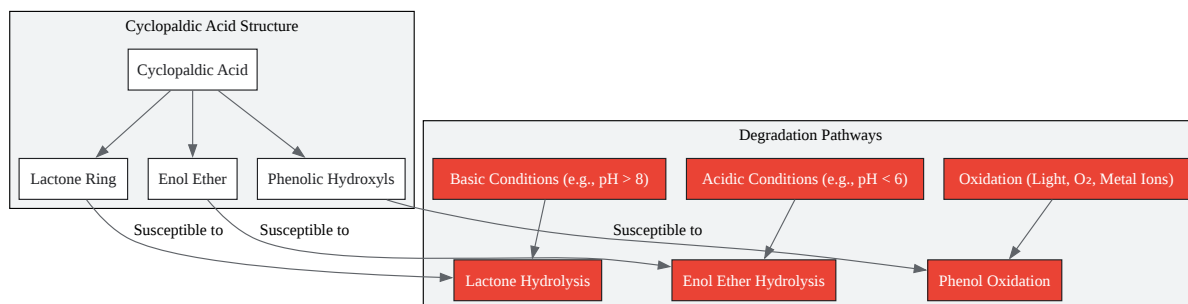 Cyclopaldic Acid Structure
Cyclopaldic Acid
Lactone Ring
Enol Ether
Phenolic Hydroxyls
Degradation Pathways
Basic Conditions (e.g., pH > 8)
Acidic Conditions (e.g., pH < 6)
Oxidation (Light, O₂, Metal Ions)
Susceptible to
Susceptible to
Susceptible to
Lactone Hydrolysis
Enol Ether Hydrolysis
Phenol Oxidation